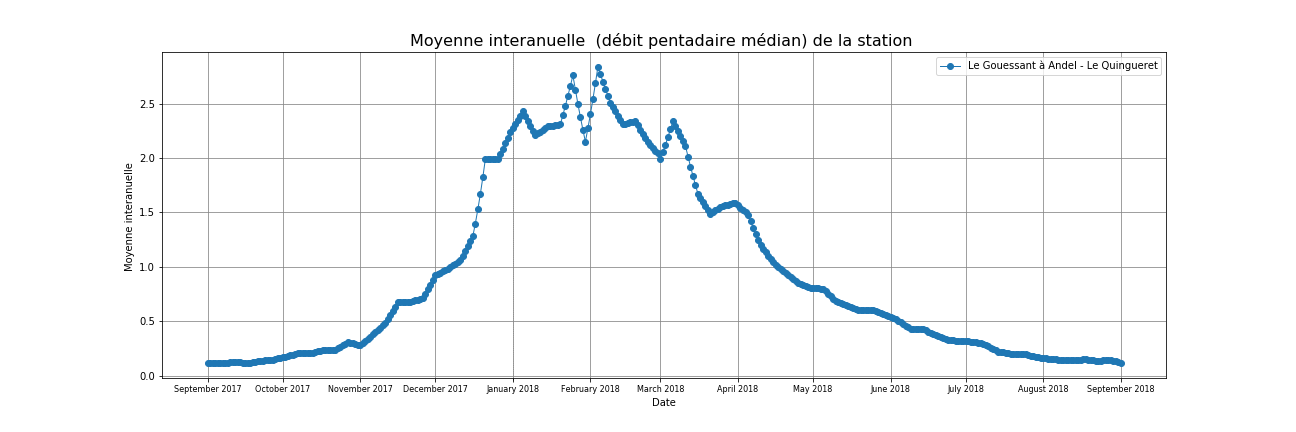 Moyenne interanuelle  (débit pentadaire médian) de la station
Le Gouessant à Andel - Le Quingueret
Moyenne interanuelle
2.5
2.0
1.5
1.0
0.5
0.0
September 2017 October 2017 November 2017 December 2017 January 2018 February 2018 March 2018 April 2018 May 2018 June 2018 July 2018 August 2018 September 2018
Date